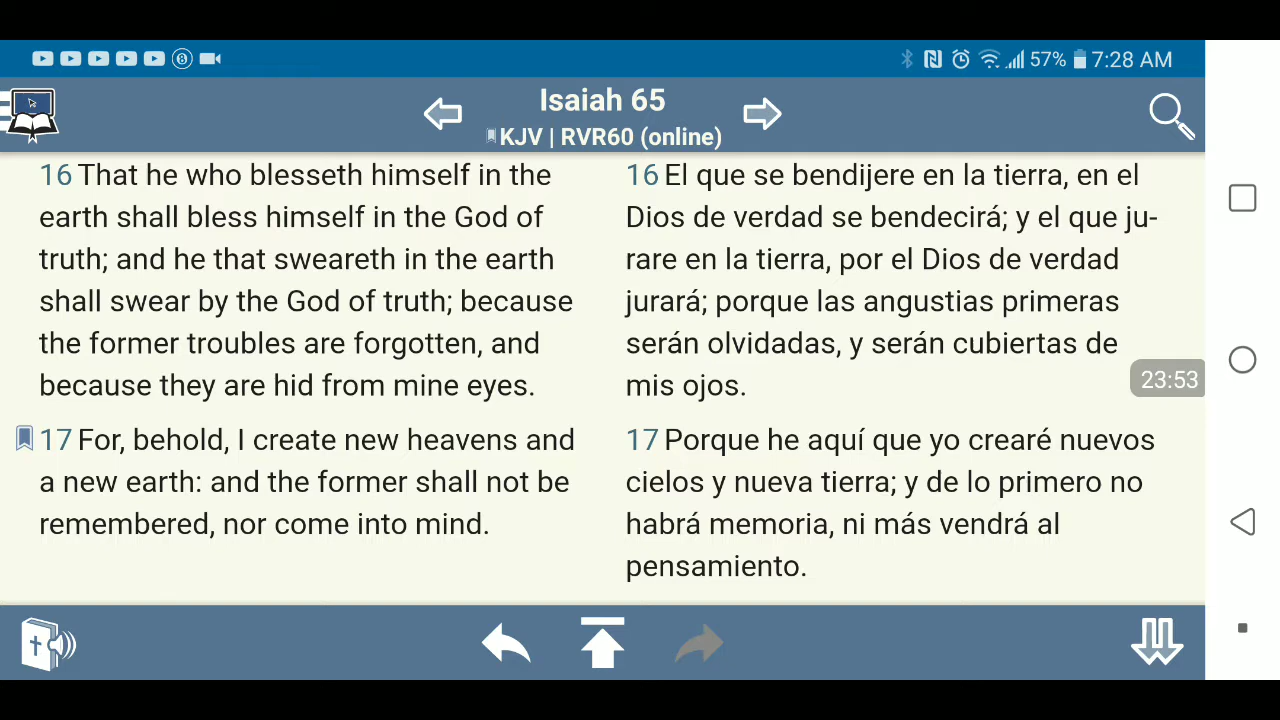 57% 7:28 AM
Isaiah 65
KJV | RVR60 (online)
16 That he who blesseth himself in the
earth shall bless himself in the God of
truth; and he that sweareth in the earth
shall swear by the God of truth; because
the former troubles are forgotten, and
because they are hid from mine eyes.
17 For, behold, I create new heavens and
a new earth: and the former shall not be
remembered, nor come into mind.
16 El que se bendijere en la tierra, en el
Dios de verdad se bendecirá; y el que ju-
rare en la tierra, por el Dios de verdad
jurará; porque las angustias primeras
serán olvidadas, y serán cubiertas de
mis ojos.
17 Porque he aquí que yo crearé nuevos
cielos y nueva tierra; y de lo primero no
habrá memoria, ni más vendrá al
pensamiento.
23:53